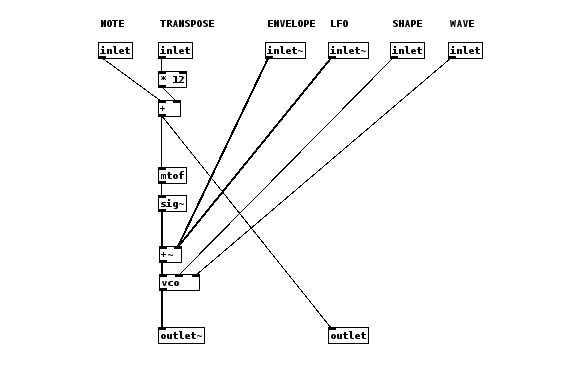 NOTE TRANSPOSE ENVELOPE LFO SHAPE WAVE
inlet inlet inlet~ inlet~ inlet inlet
* 12
+
mtof
sig~
+~
vco
outlet~ outlet